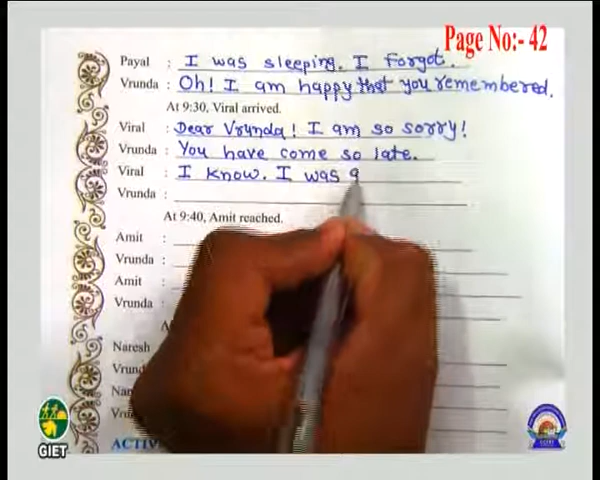 Page No:- 42
Payal : I was sleeping. I forgot.
Vrunda : Oh! I am happy that you remembered.
At 9:30, Viral arrived.
Viral : Dear Vrunda! I am so sorry!
Vrunda : You have come so late.
Viral : I know. I was
Vrunda :
At 9:40, Amit reached.
Amit :
Vrunda :
Amit :
Vrunda :
Naresh
GIET
ACTIV